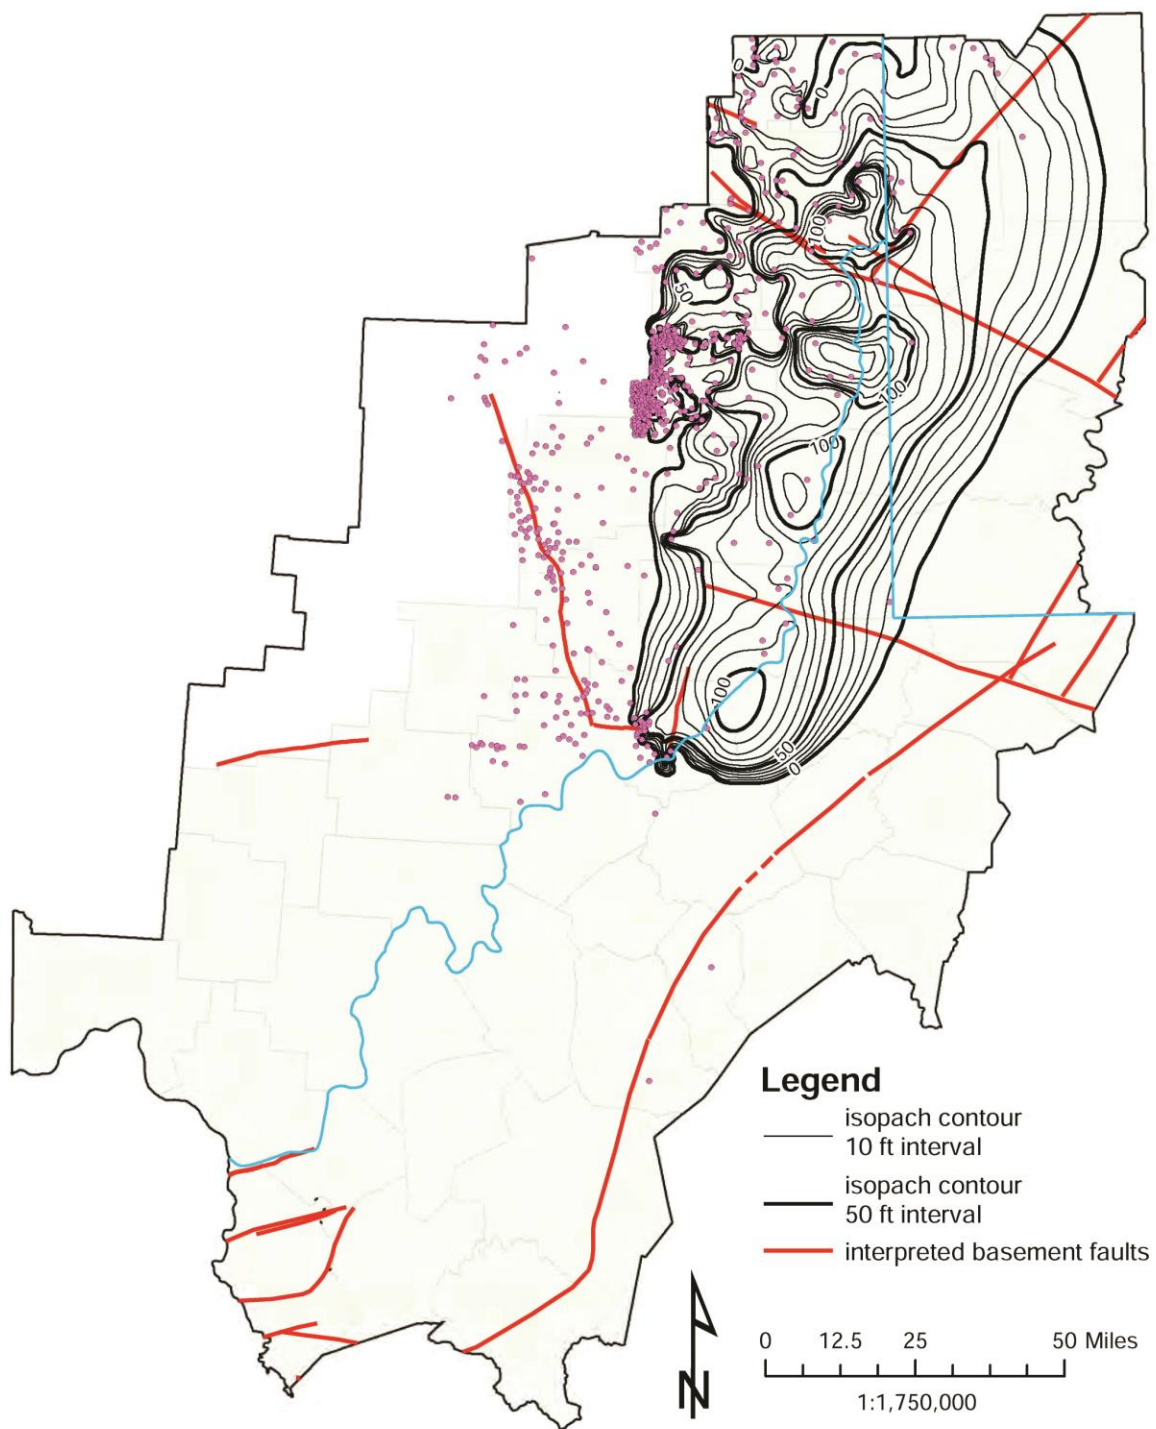 0
0
100
50
100
100
100
50
0
Legend
isopach contour
10 ft interval
isopach contour
50 ft interval
interpreted basement faults
N
0 12.5 25 50 Miles
1:1,750,000